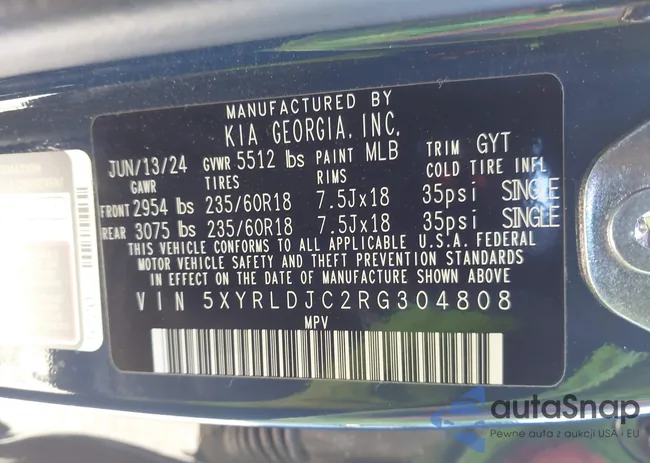 MANUFACTURED BY
KIA GEORGIA, INC.
JUN/13/24 GVWR 5512 lbs PAINT MLB TRIM GYT
GAWR TIRES RIMS COLD TIRE INFL
FRONT 2954 lbs 235/60R18 7.5Jx18 35psi SINGLE
REAR 3075 lbs 235/60R18 7.5Jx18 35psi SINGLE
THIS VEHICLE CONFORMS TO ALL APPLICABLE U.S.A. FEDERAL
MOTOR VEHICLE SAFETY AND THEFT PREVENTION STANDARDS
IN EFFECT ON THE DATE OF MANUFACTURE SHOWN ABOVE
VIN 5XYRLDJC2RG304808
MPV
autaSnap
Pewne auta z aukcji USA i EU